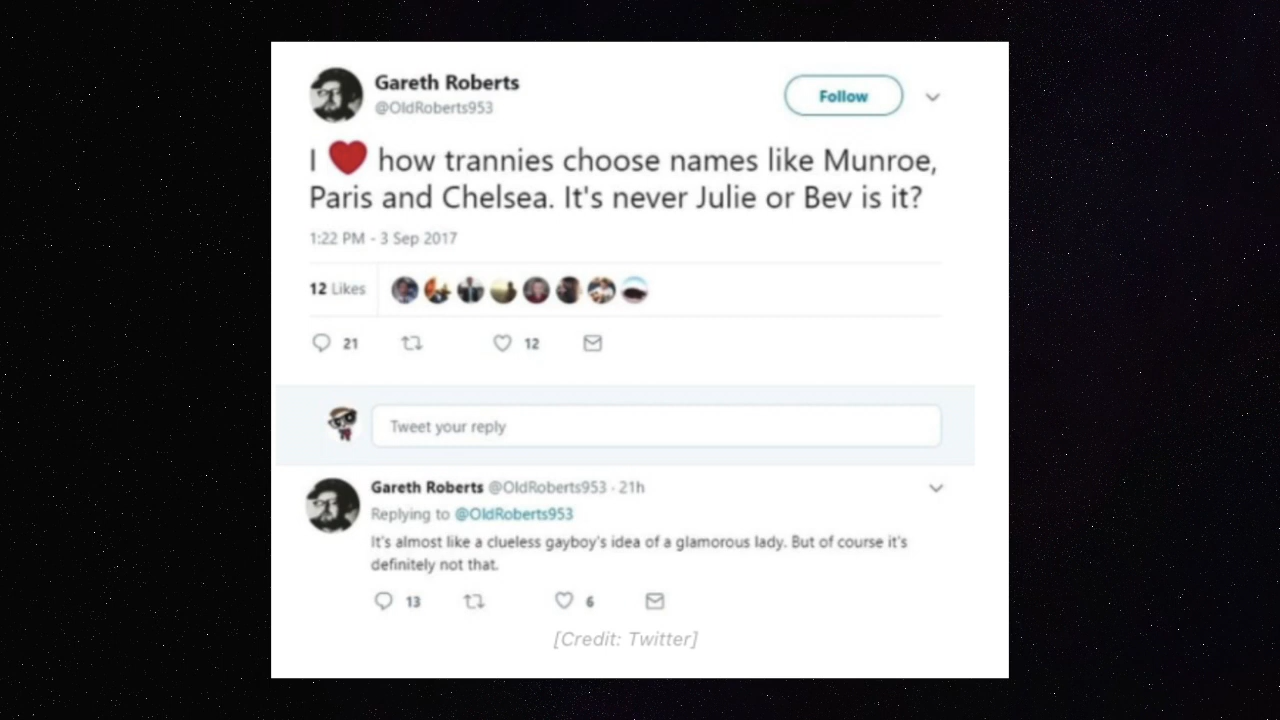 Gareth Roberts
@OldRoberts953
Follow
I ❤ how trannies choose names like Munroe,
Paris and Chelsea. It's never Julie or Bev is it?
1:22 PM - 3 Sep 2017
12 Likes
21
12
Tweet your reply
Gareth Roberts @OldRoberts953 · 21h
Replying to @OldRoberts953
It's almost like a clueless gayboy's idea of a glamorous lady. But of course it's
definitely not that.
13
6
[Credit: Twitter]